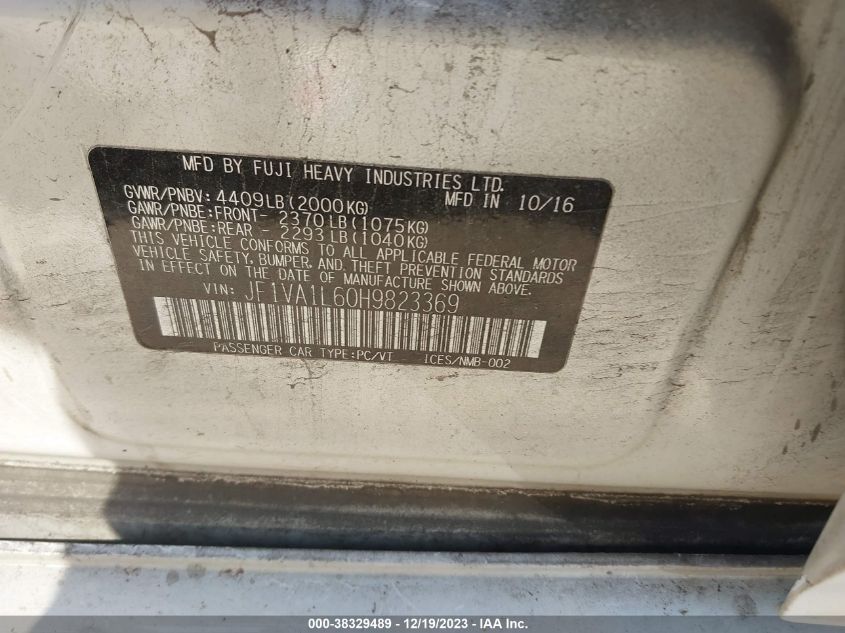 MFD BY FUJI HEAVY INDUSTRIES LTD.
GVWR/PNBV: 4409LB(2000KG) MFD IN 10/16
GAWR/PNBE:FRONT- 2370LB(1075KG)
GAWR/PNBE:REAR - 2293LB(1040KG)
THIS VEHICLE CONFORMS TO ALL APPLICABLE FEDERAL MOTOR
VEHICLE SAFETY, BUMPER, AND THEFT PREVENTION STANDARDS
IN EFFECT ON THE DATE OF MANUFACTURE SHOWN ABOVE.
VIN: JF1VA1L60H9823369
PASSENGER CAR TYPE:PC/VT ICES/NMB-002
000-38329489 - 12/19/2023 - IAA Inc.